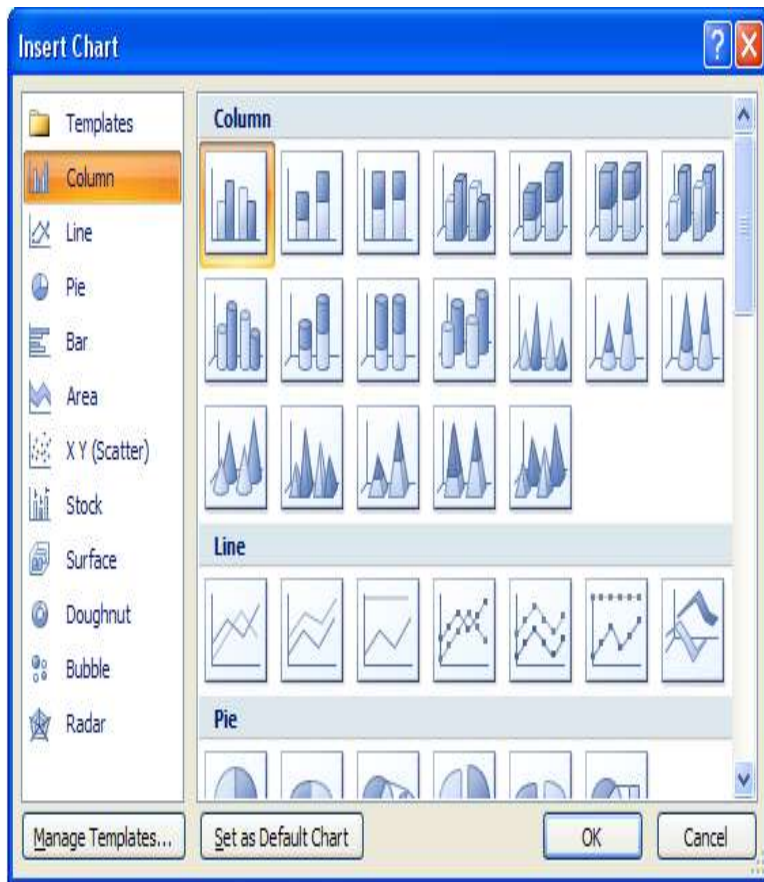 Insert Chart
Templates
Column
Line
Pie
Bar
Area
X Y (Scatter)
Stock
Surface
Doughnut
Bubble
Radar
Column
Line
Pie
Manage Templates...
Set as Default Chart
OK
Cancel